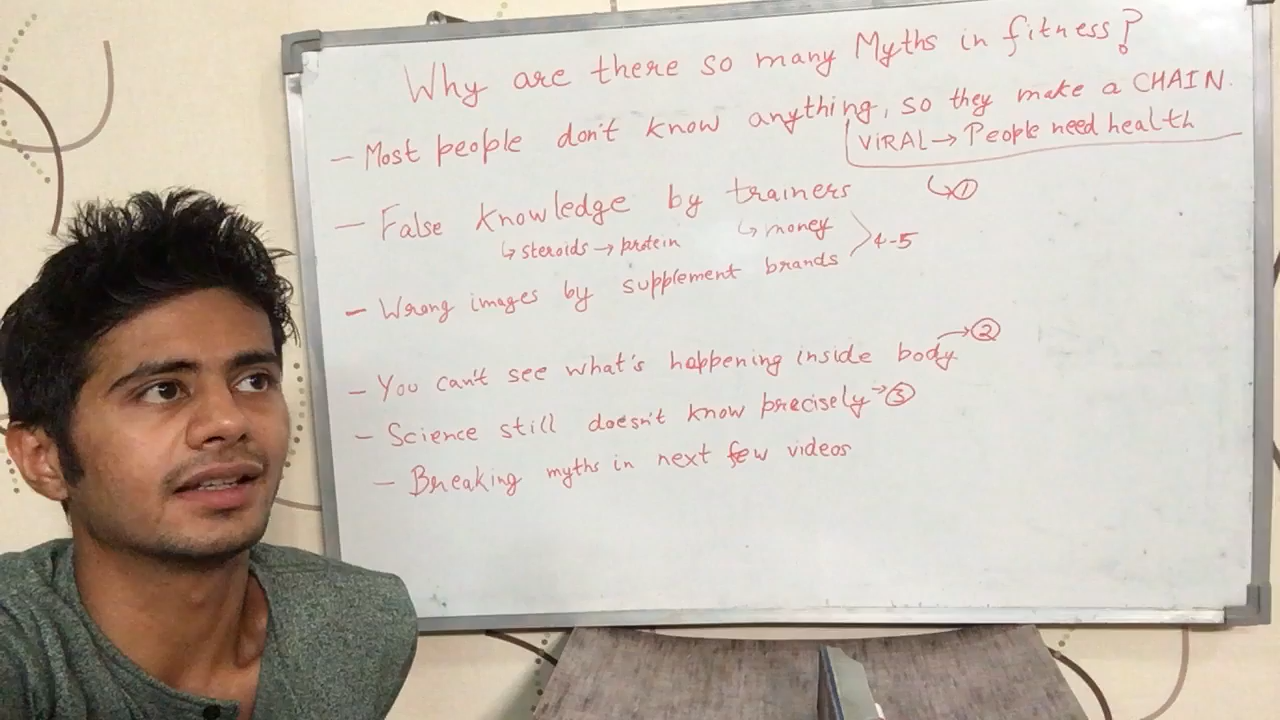 Why are there so many Myths in fitness?
- Most people don't know anything, so they make a CHAIN.
VIRAL → People need health
↳ ①
- False knowledge by trainers
↳ steroids → protein ↳ money
4-5
- Wrong images by supplement brands
- You can't see what's happening inside body → ②
- Science still doesn't know precisely → ③
- Breaking myths in next few videos